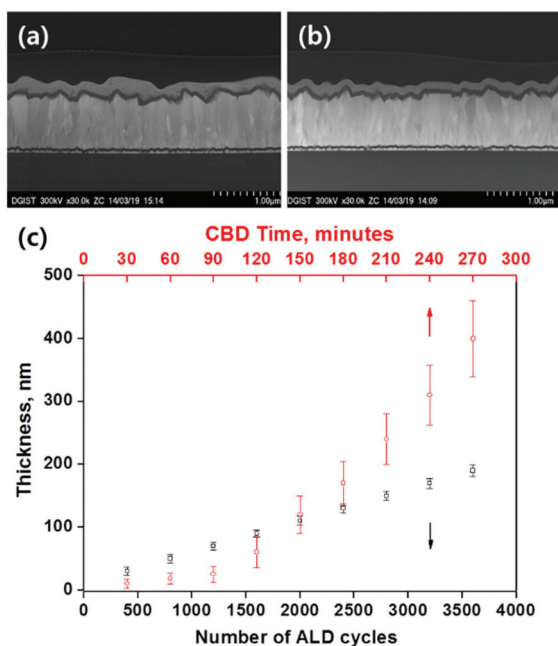 (a)
(b)
DGIST 300kV x30.0k ZC 14/03/19 15:14 1.00μm
DGIST 300kV x30.0k ZC 14/03/19 14:09 1.00μm
(c)
CBD Time, minutes
0 30 60 90 120 150 180 210 240 270 300
500
400
300
200
100
0
Thickness, nm
0 500 1000 1500 2000 2500 3000 3500 4000
Number of ALD cycles